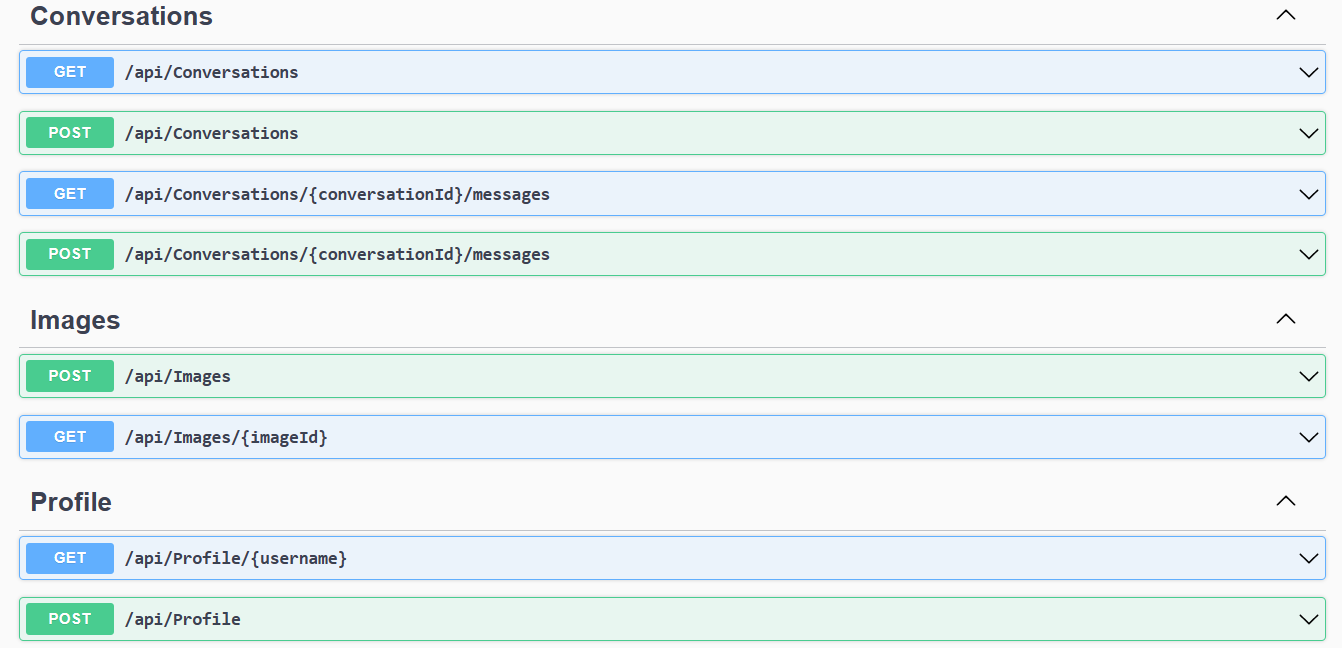 Conversations
GET /api/Conversations
POST /api/Conversations
GET /api/Conversations/{conversationId}/messages
POST /api/Conversations/{conversationId}/messages
Images
POST /api/Images
GET /api/Images/{imageId}
Profile
GET /api/Profile/{username}
POST /api/Profile